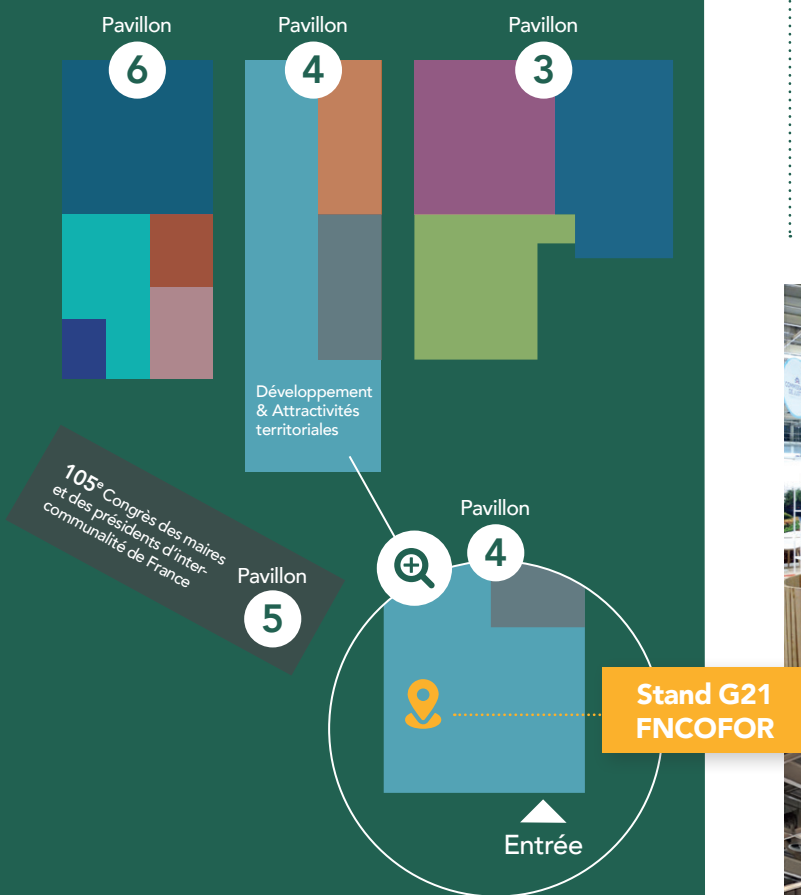 Pavillon
6
Pavillon
4
Pavillon
3
Développement
& Attractivités
territoriales
105e Congrès des maires
et des présidents d'inter-
communalité de France
Pavillon
5
Pavillon
4
Stand G21
FNCOFOR
Entrée